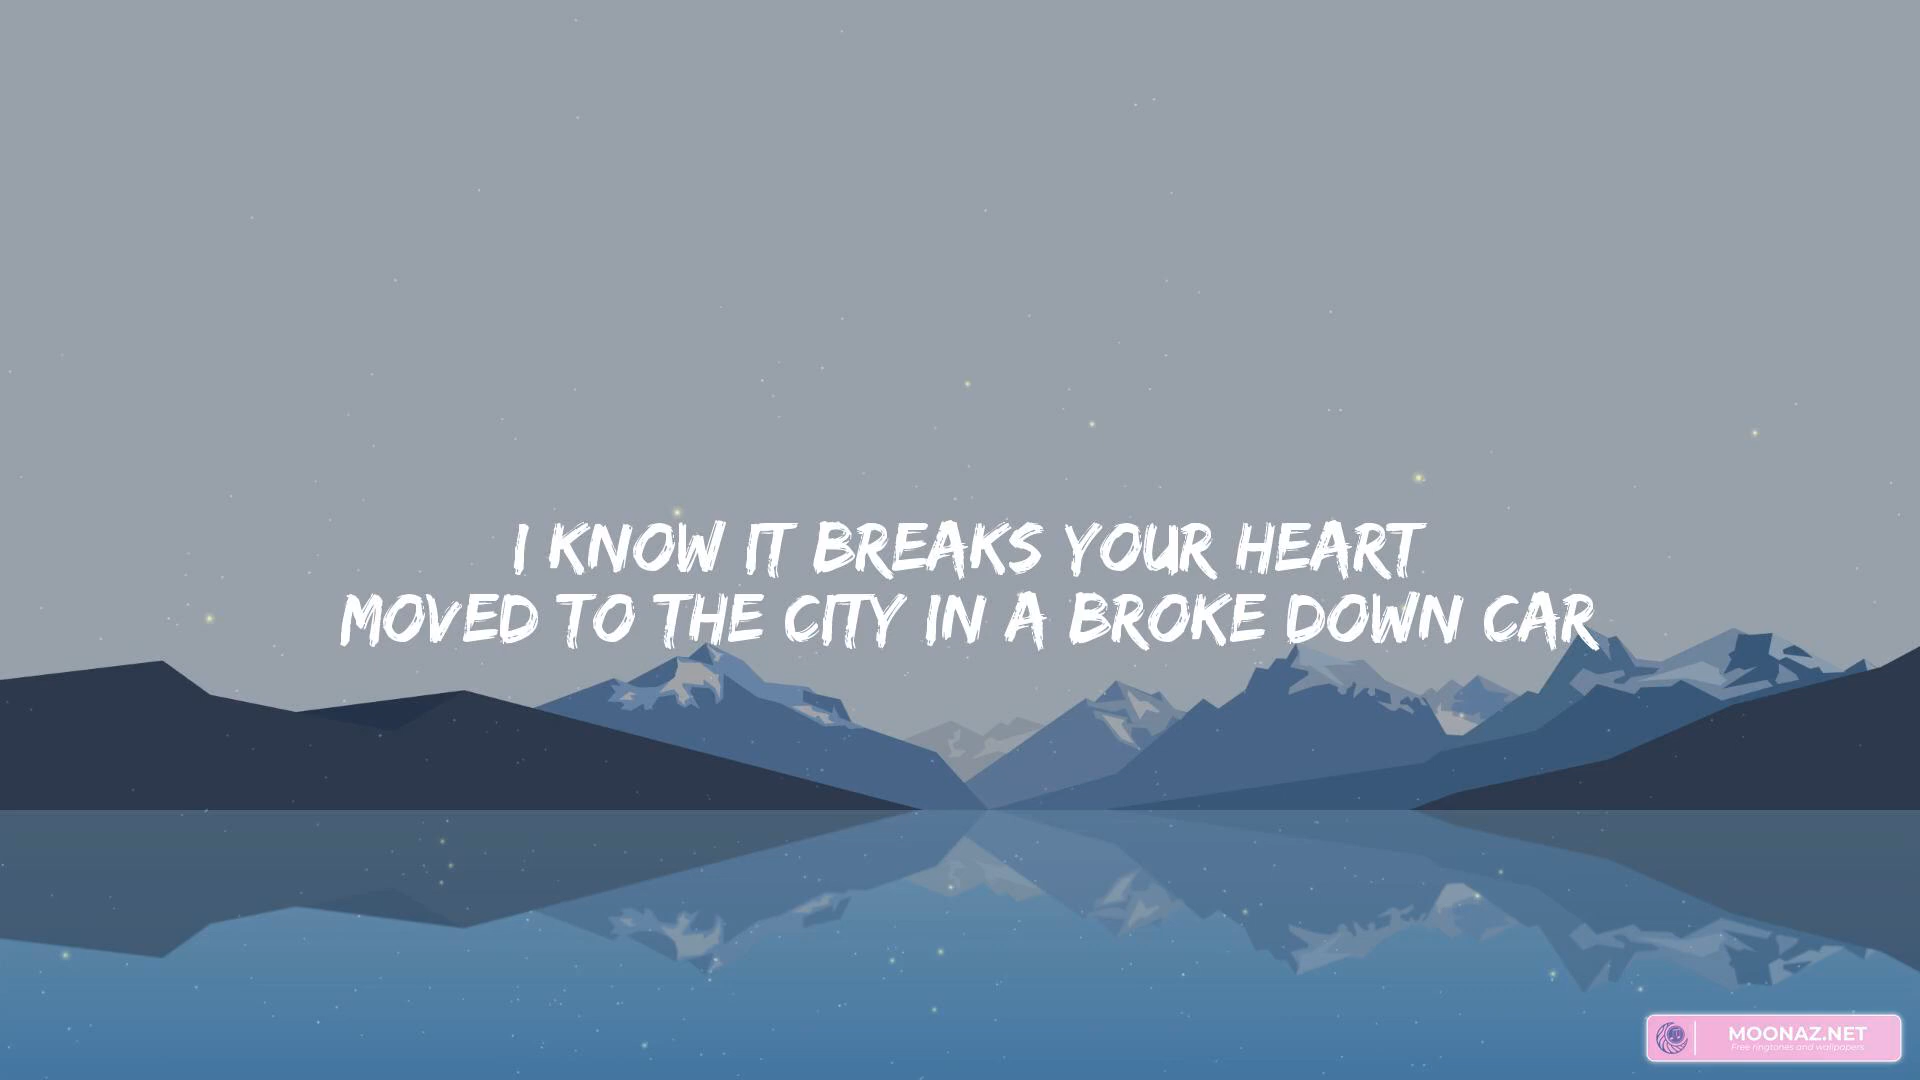 I KNOW IT BREAKS YOUR HEART
MOVED TO THE CITY IN A BROKE DOWN CAR
MOONAZ.NET
Free ringtones and wallpapers